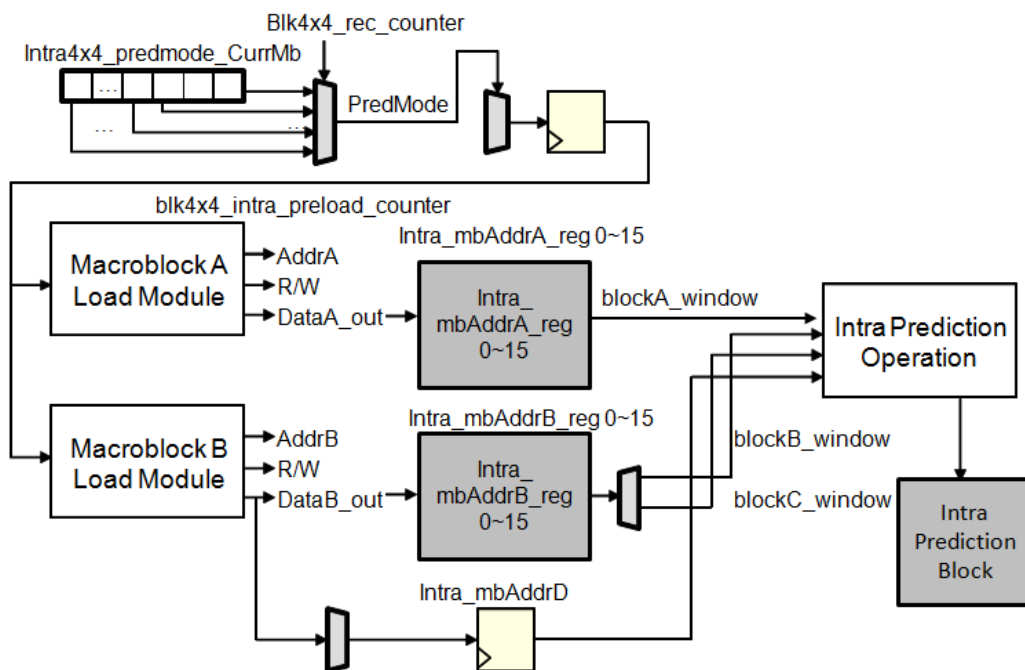 Blk4x4_rec_counter
Intra4x4_predmode_CurrMb
...
PredMode
...
...
blk4x4_intra_preload_counter
Macroblock A
Load Module
AddrA
R/W
DataA_out
Intra_mbAddrA_reg 0~15
Intra_
mbAddrA_reg
0~15
blockA_window
Intra Prediction
Operation
Macroblock B
Load Module
AddrB
R/W
DataB_out
Intra_mbAddrB_reg 0~15
Intra_
mbAddrB_reg
0~15
blockB_window
blockC_window
Intra
Prediction
Block
Intra_mbAddrD